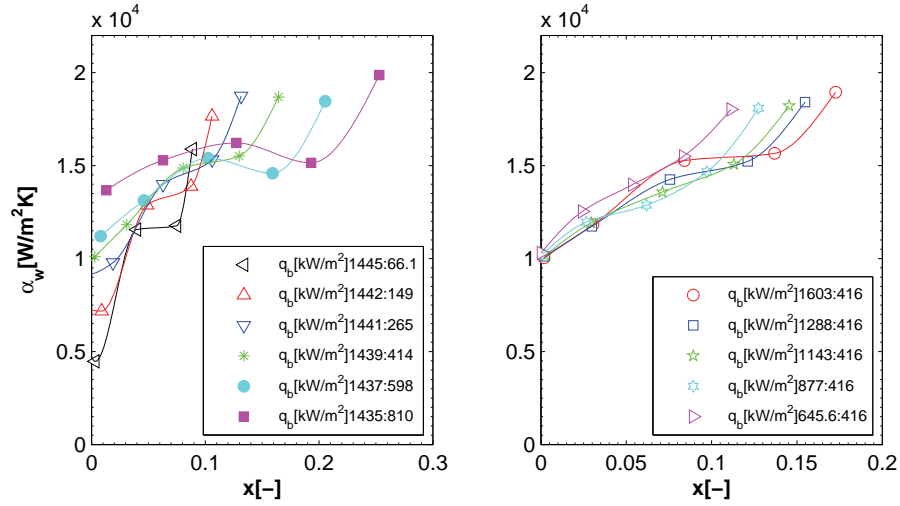 x 10⁴
2
1.5
1
0.5
0
α_w[W/m²K]
0
0.1
0.2
0.3
x[−]
q_b[kW/m²]1445:66.1
q_b[kW/m²]1442:149
q_b[kW/m²]1441:265
q_b[kW/m²]1439:414
q_b[kW/m²]1437:598
q_b[kW/m²]1435:810
x 10⁴
2
1.5
1
0.5
0
0
0.05
0.1
0.15
0.2
x[−]
q_b[kW/m²]1603:416
q_b[kW/m²]1288:416
q_b[kW/m²]1143:416
q_b[kW/m²]877:416
q_b[kW/m²]645.6:416